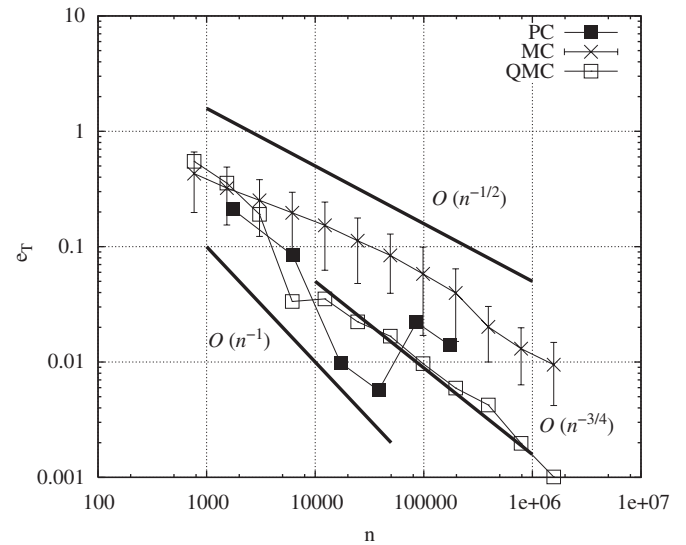 PC
MC
QMC
10
1
0.1
0.01
0.001
e_T
O (n^{-1/2})
O (n^{-1})
O (n^{-3/4})
100
1000
10000
100000
1e+06
1e+07
n